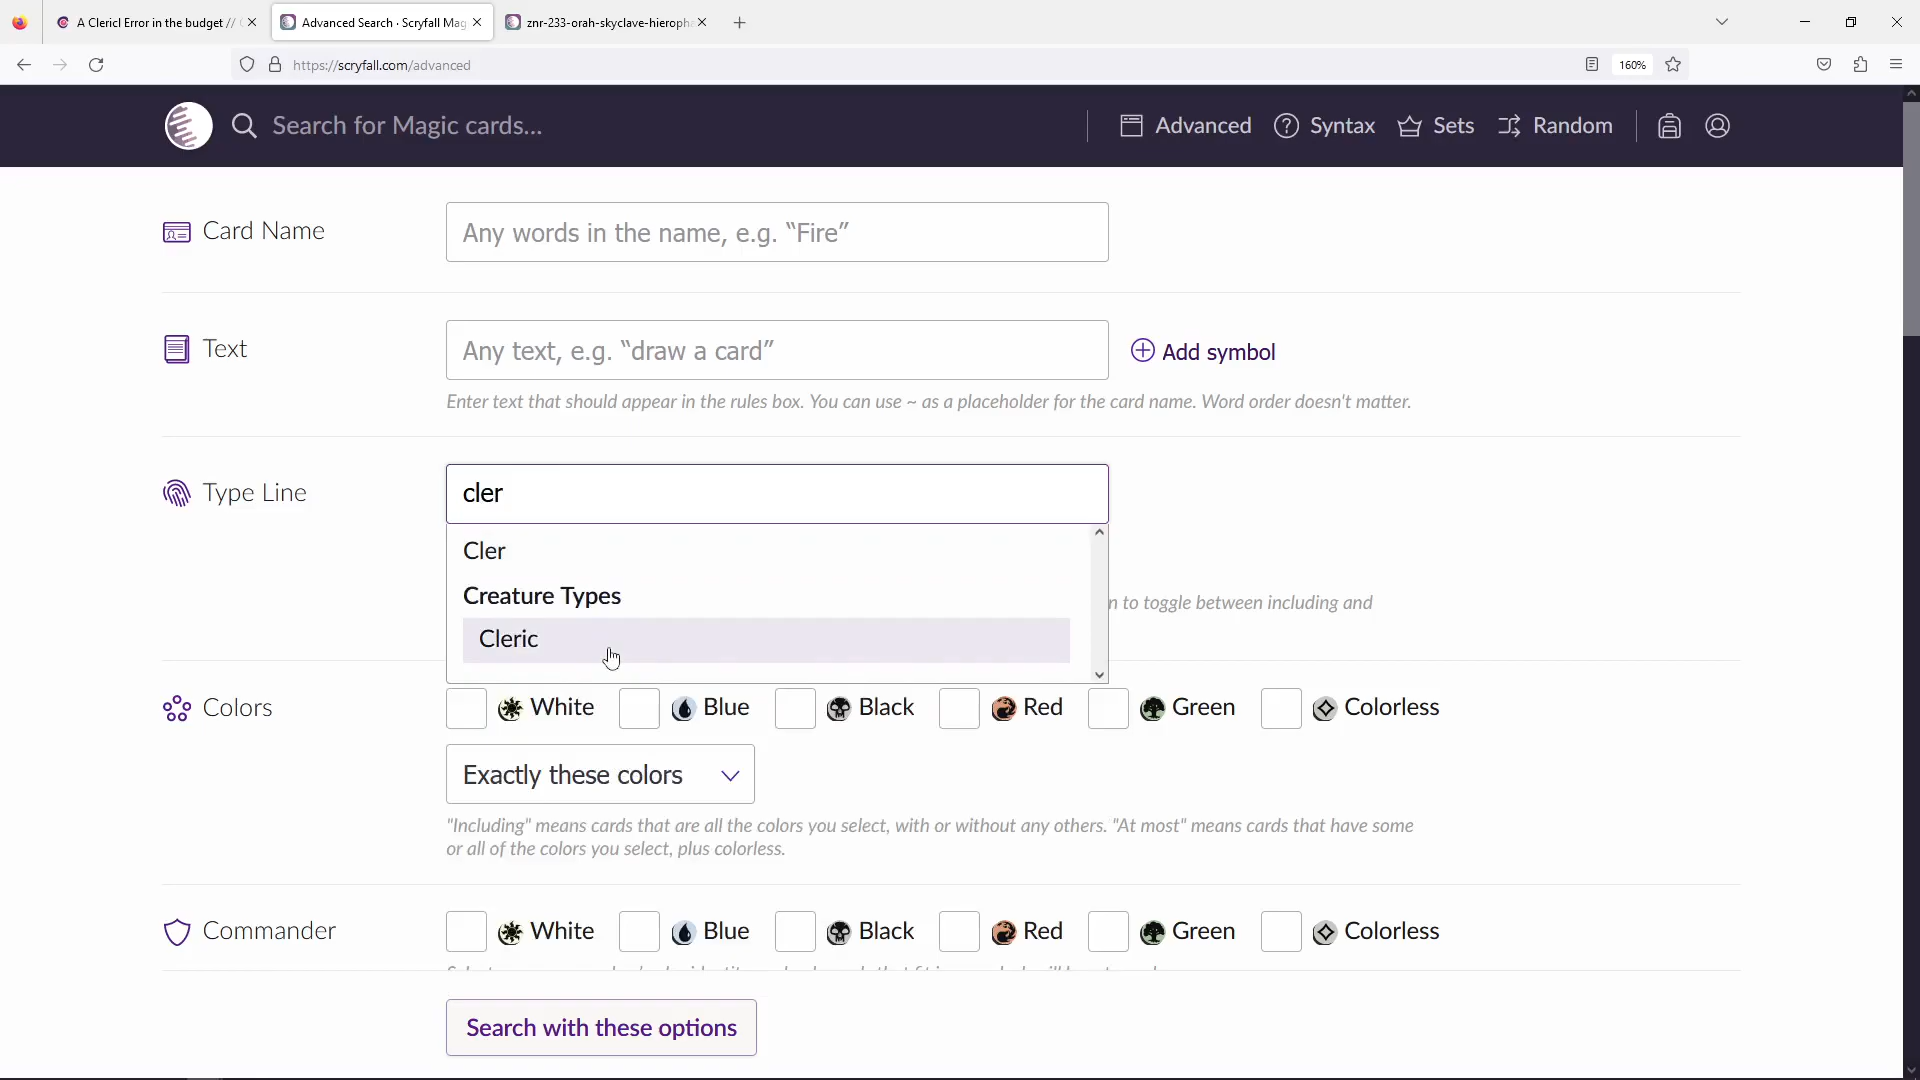 A Clericl Error in the budget //
Advanced Search · Scryfall Mag
znr-233-orah-skyclave-hieroph
https://scryfall.com/advanced
160%
Search for Magic cards...
Advanced
Syntax
Sets
Random
Card Name
Any words in the name, e.g. “Fire”
Text
Any text, e.g. “draw a card”
Add symbol
Enter text that should appear in the rules box. You can use ~ as a placeholder for the card name. Word order doesn't matter.
Type Line
cler
Cler
Creature Types
Cleric
n to toggle between including and
Colors
White
Blue
Black
Red
Green
Colorless
Exactly these colors
"Including" means cards that are all the colors you select, with or without any others. "At most" means cards that have some
or all of the colors you select, plus colorless.
Commander
White
Blue
Black
Red
Green
Colorless
Search with these options